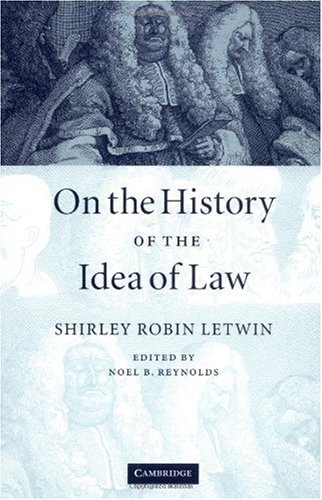 On the History
OF THE
Idea of Law
SHIRLEY ROBIN LETWIN
EDITED BY
NOEL B. REYNOLDS
CAMBRIDGE